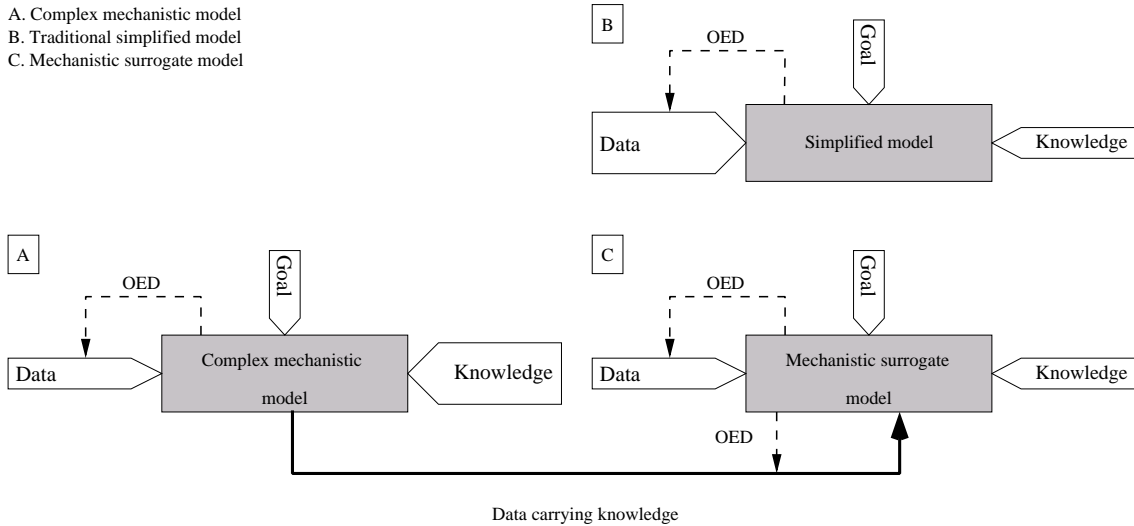 A. Complex mechanistic model
B. Traditional simplified model
C. Mechanistic surrogate model
B
OED
Goal
Data
Simplified model
Knowledge
A
OED
Goal
Data
Complex mechanistic
model
Knowledge
C
OED
Goal
Data
Mechanistic surrogate
model
Knowledge
OED
Data carrying knowledge